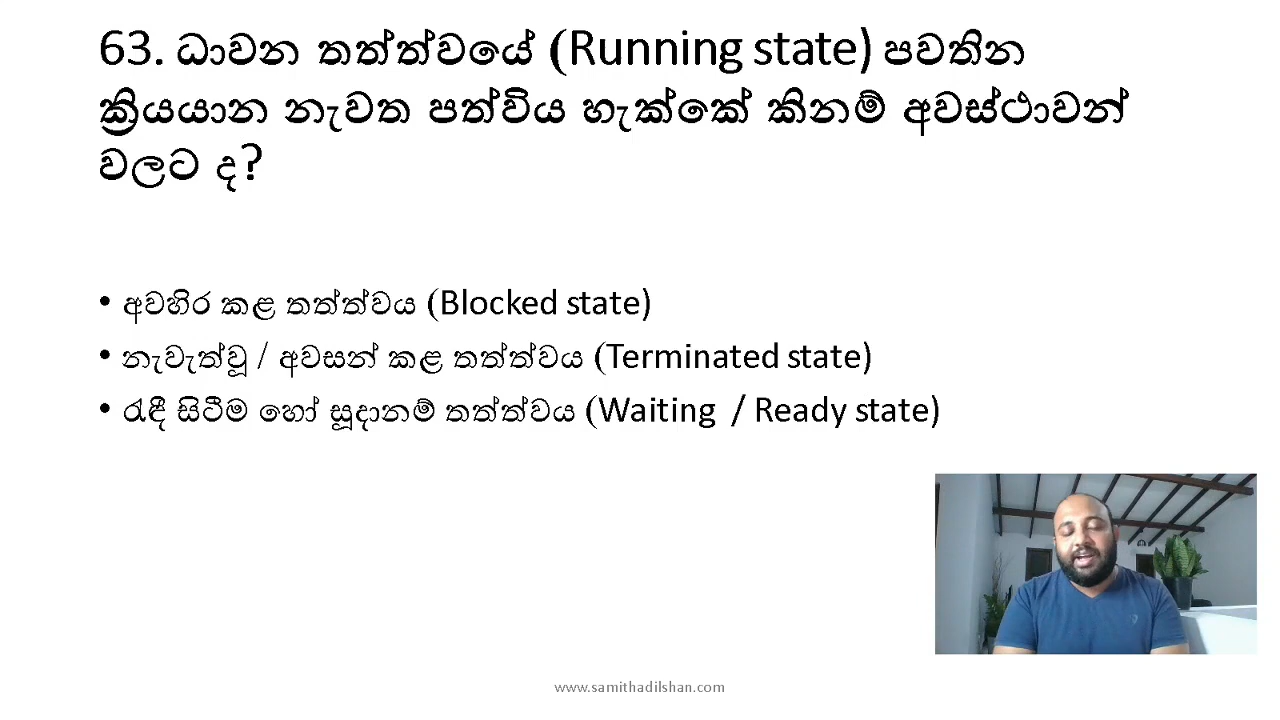 63. ධාවන තත්ත්වයේ (Running state) පවතින
ක්‍රියයාන නැවත පත්විය හැක්කේ කිනම් අවස්ථාවන්
වලට ද?
• අවහිර කළ තත්ත්වය (Blocked state)
• නැවැත්වූ / අවසන් කළ තත්ත්වය (Terminated state)
• රැඳී සිටීම හෝ සූදානම් තත්ත්වය (Waiting / Ready state)
www.samithadilshan.com